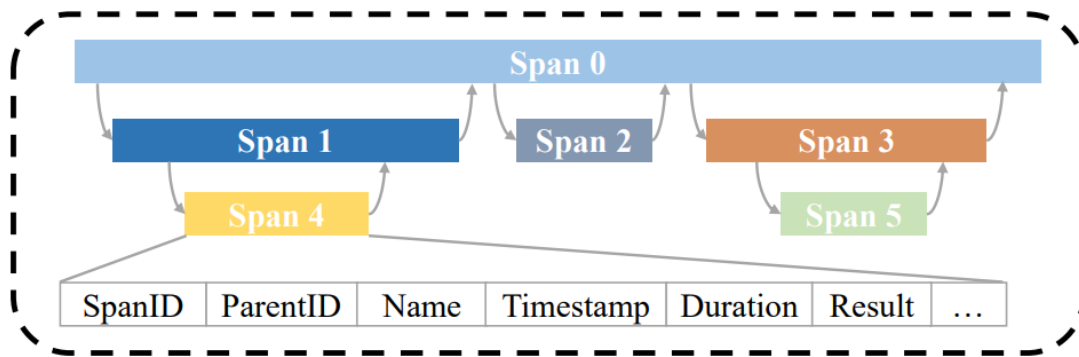 Span 0
Span 1 Span 2 Span 3
Span 4 Span 5
SpanID ParentID Name Timestamp Duration Result ...